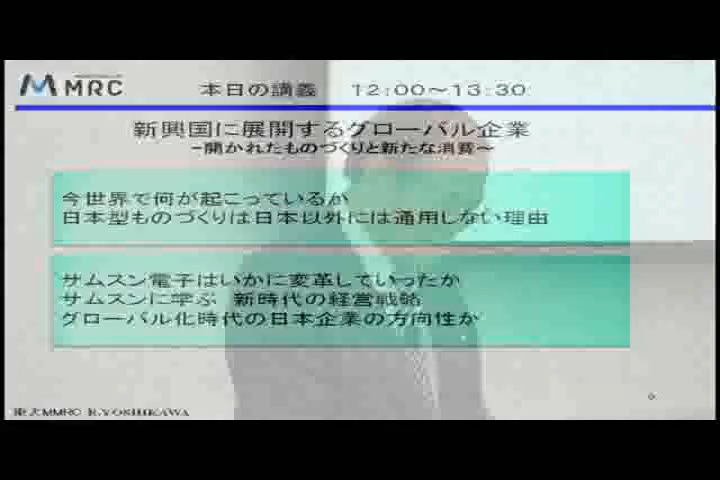 MMRC
本日の講義 12:00～13:30
新興国に展開するグローバル企業
－開かれたものづくりと新たな消費～
今世界で何が起こっているか
日本型ものづくりは日本以外には通用しない理由
サムスン電子はいかに変革していったか
サムスンに学ぶ 新時代の経営戦略
グローバル化時代の日本企業の方向性か
東大MMRC R.YOSHIKAWA